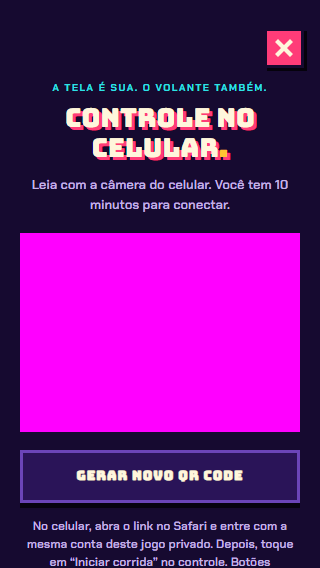 A TELA É SUA. O VOLANTE TAMBÉM.
CONTROLE NO
CELULAR.
Leia com a câmera do celular. Você tem 10
minutos para conectar.
GERAR NOVO QR CODE
No celular, abra o link no Safari e entre com a
mesma conta deste jogo privado. Depois, toque
em “Iniciar corrida” no controle. Botões